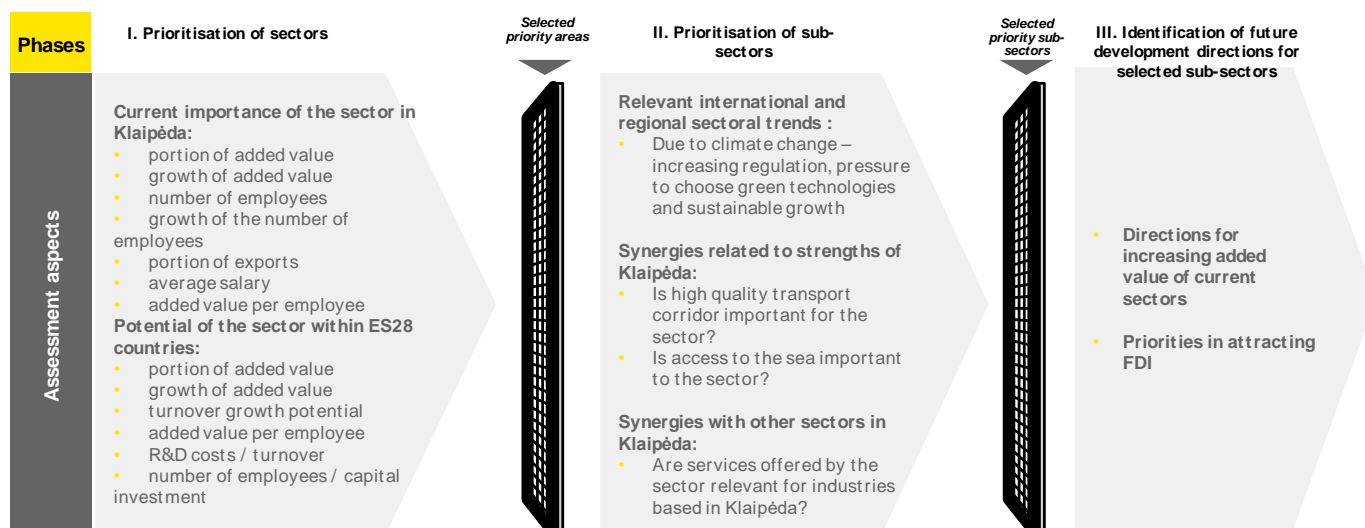 Phases
I. Prioritisation of sectors
Selected
priority areas
II. Prioritisation of sub-
sectors
Selected
priority sub-
sectors
III. Identification of future
development directions for
selected sub-sectors
Assessment aspects
Current importance of the sector in
Klaipėda:
• portion of added value
• growth of added value
• number of employees
• growth of the number of
employees
• portion of exports
• average salary
• added value per employee
Potential of the sector within ES28
countries:
• portion of added value
• growth of added value
• turnover growth potential
• added value per employee
• R&D costs / turnover
• number of employees / capital
investment
Relevant international and
regional sectoral trends :
• Due to climate change –
increasing regulation, pressure
to choose green technologies
and sustainable growth
Synergies related to strengths of
Klaipėda:
• Is high quality transport
corridor important for the
sector?
• Is access to the sea important
to the sector?
Synergies with other sectors in
Klaipėda:
• Are services offered by the
sector relevant for industries
based in Klaipėda?
• Directions for
increasing added
value of current
sectors
• Priorities in attracting
FDI